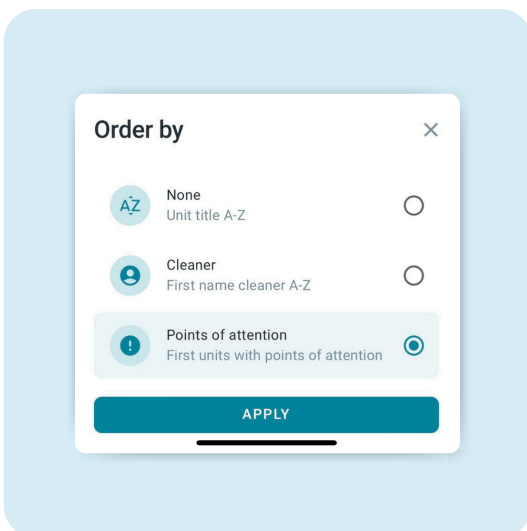 Order by
AZ
None
Unit title A-Z
Cleaner
First name cleaner A-Z
!
Points of attention
First units with points of attention
APPLY